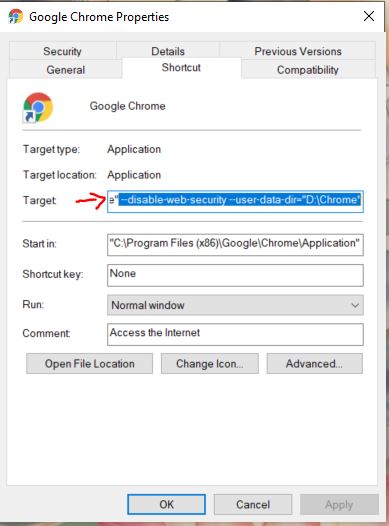 Google Chrome Properties
Security Details Previous Versions
General Shortcut Compatibility
Google Chrome
Target type: Application
Target location: Application
Target: e" --disable-web-security --user-data-dir="D:\Chrome"
Start in: "C:\Program Files (x86)\Google\Chrome\Application"
Shortcut key: None
Run: Normal window
Comment: Access the Internet
Open File Location Change Icon... Advanced...
OK Cancel Apply